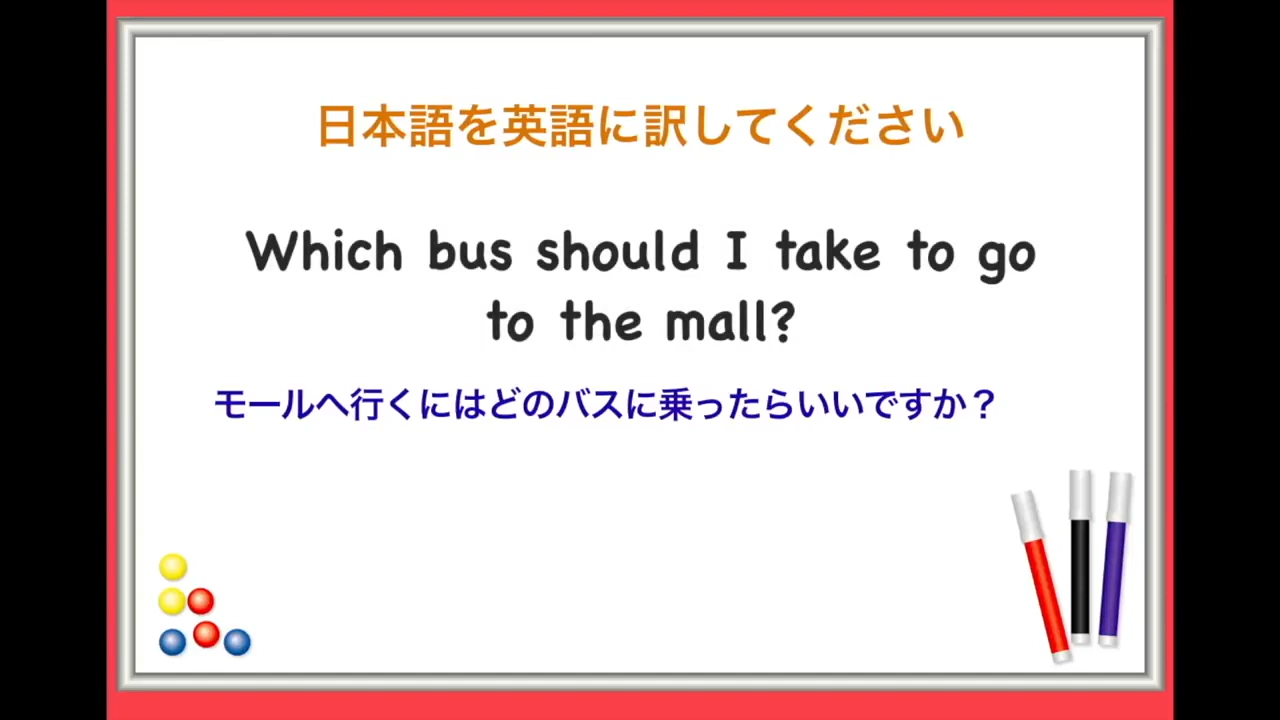 日本語を英語に訳してください
Which bus should I take to go
to the mall?
モールへ行くにはどのバスに乗ったらいいですか？